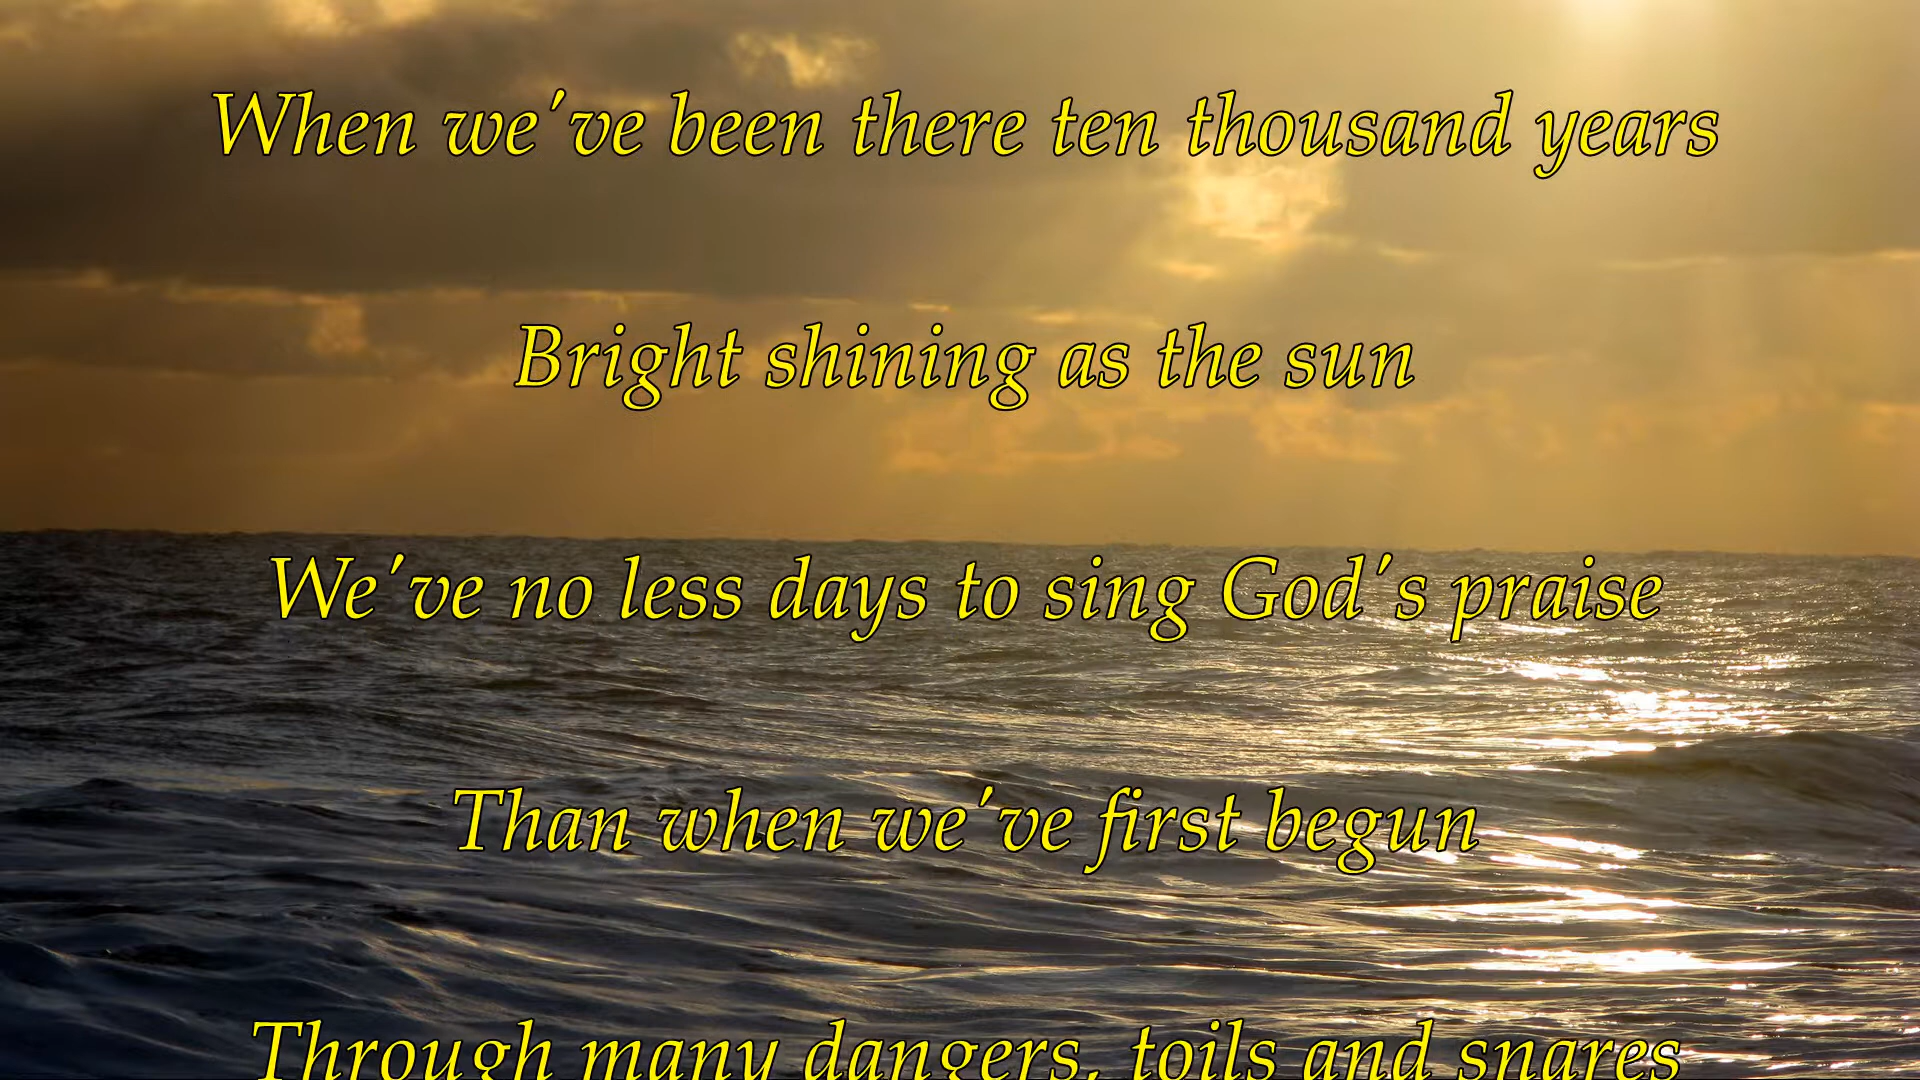 When we've been there ten thousand years
Bright shining as the sun
We've no less days to sing God's praise
Than when we've first begun
Through many dangers, toils and snares